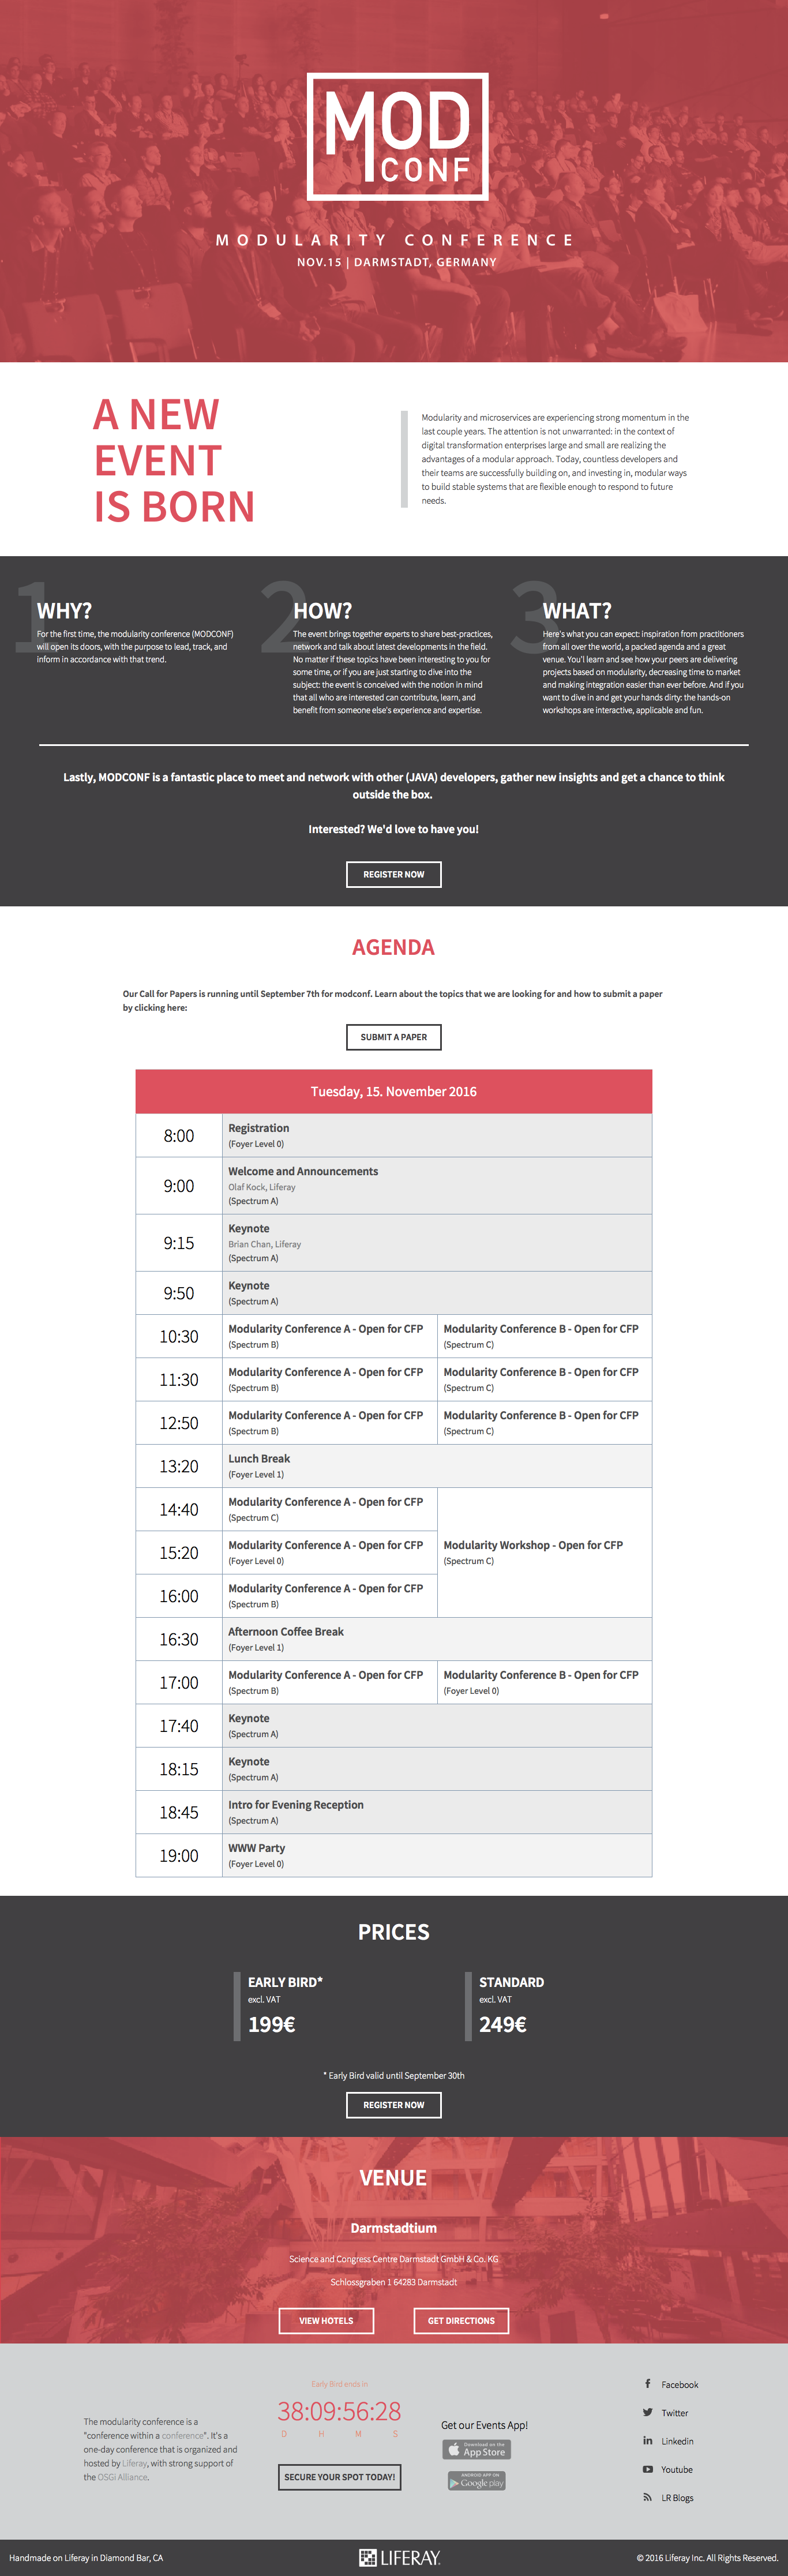 MOD
CONF
MODULARITY CONFERENCE
NOV.15 | DARMSTADT, GERMANY
A NEW
EVENT
IS BORN
Modularity and microservices are experiencing strong momentum in the
last couple years. The attention is not unwarranted: in the context of
digital transformation enterprises large and small are realizing the
advantages of a modular approach. Today, countless developers and
their teams are successfully building on, and investing in, modular ways
to build stable systems that are flexible enough to respond to future
needs.
1
WHY?
For the first time, the modularity conference (MODCONF)
will open its doors, with the purpose to lead, track, and
inform in accordance with that trend.
2
HOW?
The event brings together experts to share best-practices,
network and talk about latest developments in the field.
No matter if these topics have been interesting to you for
some time, or if you are just starting to dive into the
subject: the event is conceived with the notion in mind
that all who are interested can contribute, learn, and
benefit from someone else's experience and expertise.
3
WHAT?
Here's what you can expect: inspiration from practitioners
from all over the world, a packed agenda and a great
venue. You'll learn and see how your peers are delivering
projects based on modularity, decreasing time to market
and making integration easier than ever before. And if you
want to dive in and get your hands dirty: the hands-on
workshops are interactive, applicable and fun.
Lastly, MODCONF is a fantastic place to meet and network with other (JAVA) developers, gather new insights and get a chance to think
outside the box.
Interested? We'd love to have you!
REGISTER NOW
AGENDA
Our Call for Papers is running until September 7th for modconf. Learn about the topics that we are looking for and how to submit a paper
by clicking here:
SUBMIT A PAPER
Tuesday, 15. November 2016
8:00
Registration
(Foyer Level 0)
9:00
Welcome and Announcements
Olaf Kock, Liferay
(Spectrum A)
9:15
Keynote
Brian Chan, Liferay
(Spectrum A)
9:50
Keynote
(Spectrum A)
10:30
Modularity Conference A - Open for CFP
(Spectrum B)
Modularity Conference B - Open for CFP
(Spectrum C)
11:30
Modularity Conference A - Open for CFP
(Spectrum B)
Modularity Conference B - Open for CFP
(Spectrum C)
12:50
Modularity Conference A - Open for CFP
(Spectrum B)
Modularity Conference B - Open for CFP
(Spectrum C)
13:20
Lunch Break
(Foyer Level 1)
14:40
Modularity Conference A - Open for CFP
(Spectrum C)
15:20
Modularity Conference A - Open for CFP
(Foyer Level 0)
Modularity Workshop - Open for CFP
(Spectrum C)
16:00
Modularity Conference A - Open for CFP
(Spectrum B)
16:30
Afternoon Coffee Break
(Foyer Level 1)
17:00
Modularity Conference A - Open for CFP
(Spectrum B)
Modularity Conference B - Open for CFP
(Foyer Level 0)
17:40
Keynote
(Spectrum A)
18:15
Keynote
(Spectrum A)
18:45
Intro for Evening Reception
(Spectrum A)
19:00
WWW Party
(Foyer Level 0)
PRICES
EARLY BIRD*
excl. VAT
199€
STANDARD
excl. VAT
249€
* Early Bird valid until September 30th
REGISTER NOW
VENUE
Darmstadtium
Science and Congress Centre Darmstadt GmbH & Co. KG
Schlossgraben 1 64283 Darmstadt
VIEW HOTELS
GET DIRECTIONS
The modularity conference is a
"conference within a conference". It's a
one-day conference that is organized and
hosted by Liferay, with strong support of
the OSGi Alliance.
Early Bird ends in
38:09:56:28
D H M S
SECURE YOUR SPOT TODAY!
Get our Events App!
Download on the
App Store
ANDROID APP ON
Google play
Facebook
Twitter
Linkedin
Youtube
LR Blogs
Handmade on Liferay in Diamond Bar, CA
LIFERAY.
© 2016 Liferay Inc. All Rights Reserved.